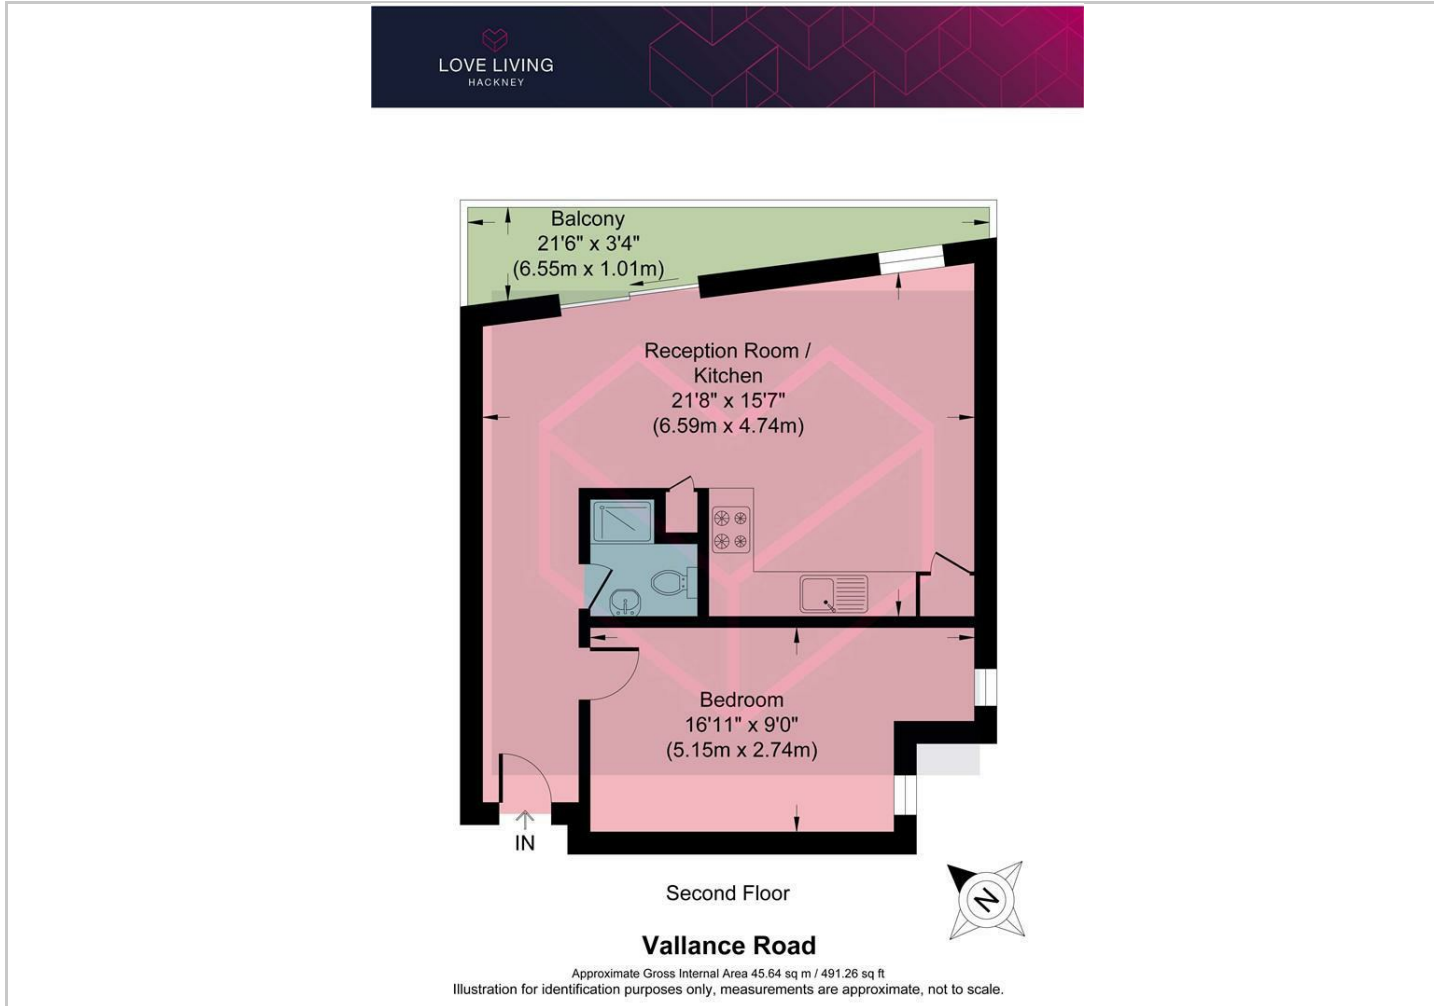 LOVE LIVING
HACKNEY
Balcony
21'6" x 3'4"
(6.55m x 1.01m)
Reception Room /
Kitchen
21'8" x 15'7"
(6.59m x 4.74m)
Bedroom
16'11" x 9'0"
(5.15m x 2.74m)
IN
Second Floor
N
Vallance Road
Approximate Gross Internal Area 45.64 sq m / 491.26 sq ft
Illustration for identification purposes only, measurements are approximate, not to scale.